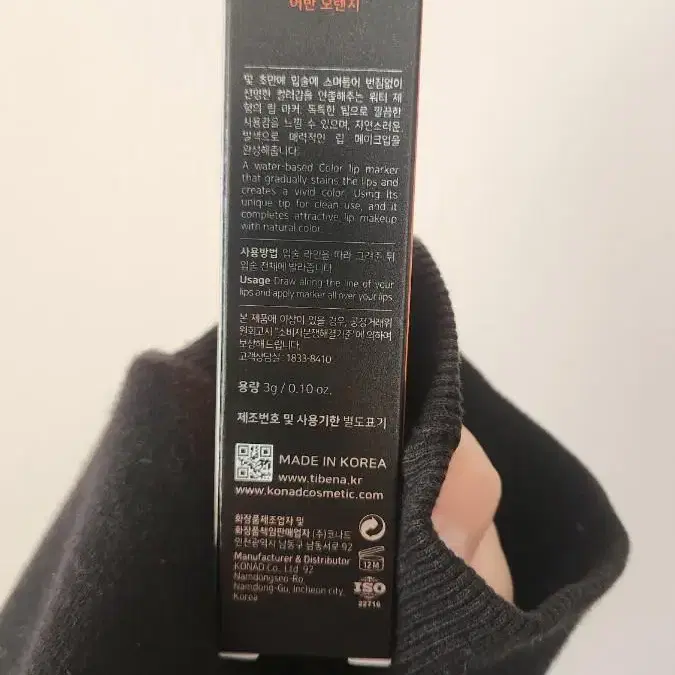 어반 오렌지
몇 초만에 입술에 스며들어 번짐없이
선명한 컬러감을 연출해주는 워터 제
형의 립 마커. 독특한 팁으로 깔끔한
사용감을 느낄 수 있으며, 자연스러운
발색으로 매력적인 립 메이크업을
완성해줍니다.
A water-based Color lip marker
that gradually stains the lips and
creates a vivid color. Using its
unique tip for clean use, and it
completes attractive lip makeup
with natural color.
사용방법 입술 라인을 따라 그려준 뒤
입술 전체에 발라줍니다.
Usage Draw along the line of your
lips and apply marker all over your lips
본 제품에 이상이 있을 경우, 공정거래위
원회고시 "소비자분쟁해결기준"에 의하여
보상해드립니다.
고객상담실 : 1833-8410
용량 3g / 0.10 oz.
제조번호 및 사용기한 별도표기
MADE IN KOREA
www.tibena.kr
www.konadcosmetic.com
화장품제조업자 및
화장품책임판매업자 (주)코나드
인천광역시 남동구 남동서로 92
Manufacturer & Distributor
KONAD Co., Ltd. 92
Namdongseo-Ro,
Namdong-Gu, Incheon city,
Korea
12M
ISO
22716